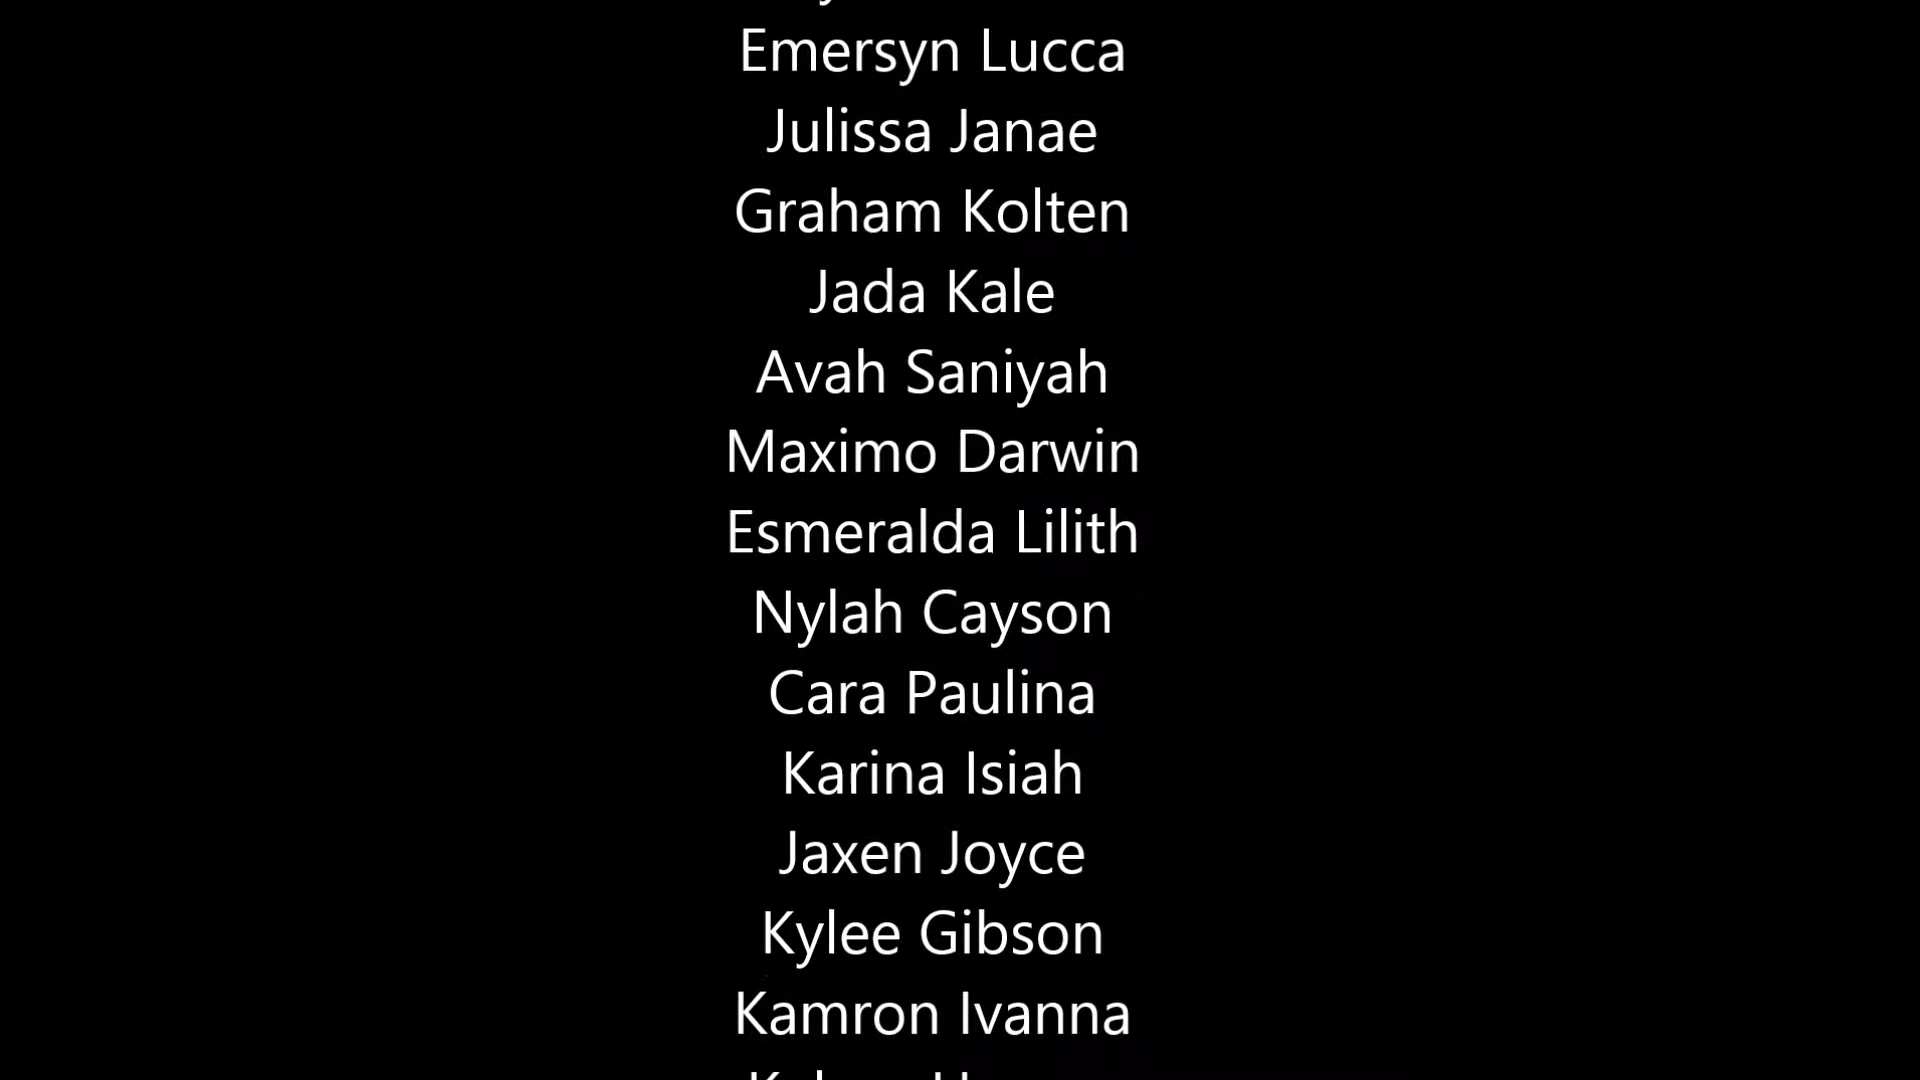 Emersyn Lucca
Julissa Janae
Graham Kolten
Jada Kale
Avah Saniyah
Maximo Darwin
Esmeralda Lilith
Nylah Cayson
Cara Paulina
Karina Isiah
Jaxen Joyce
Kylee Gibson
Kamron Ivanna